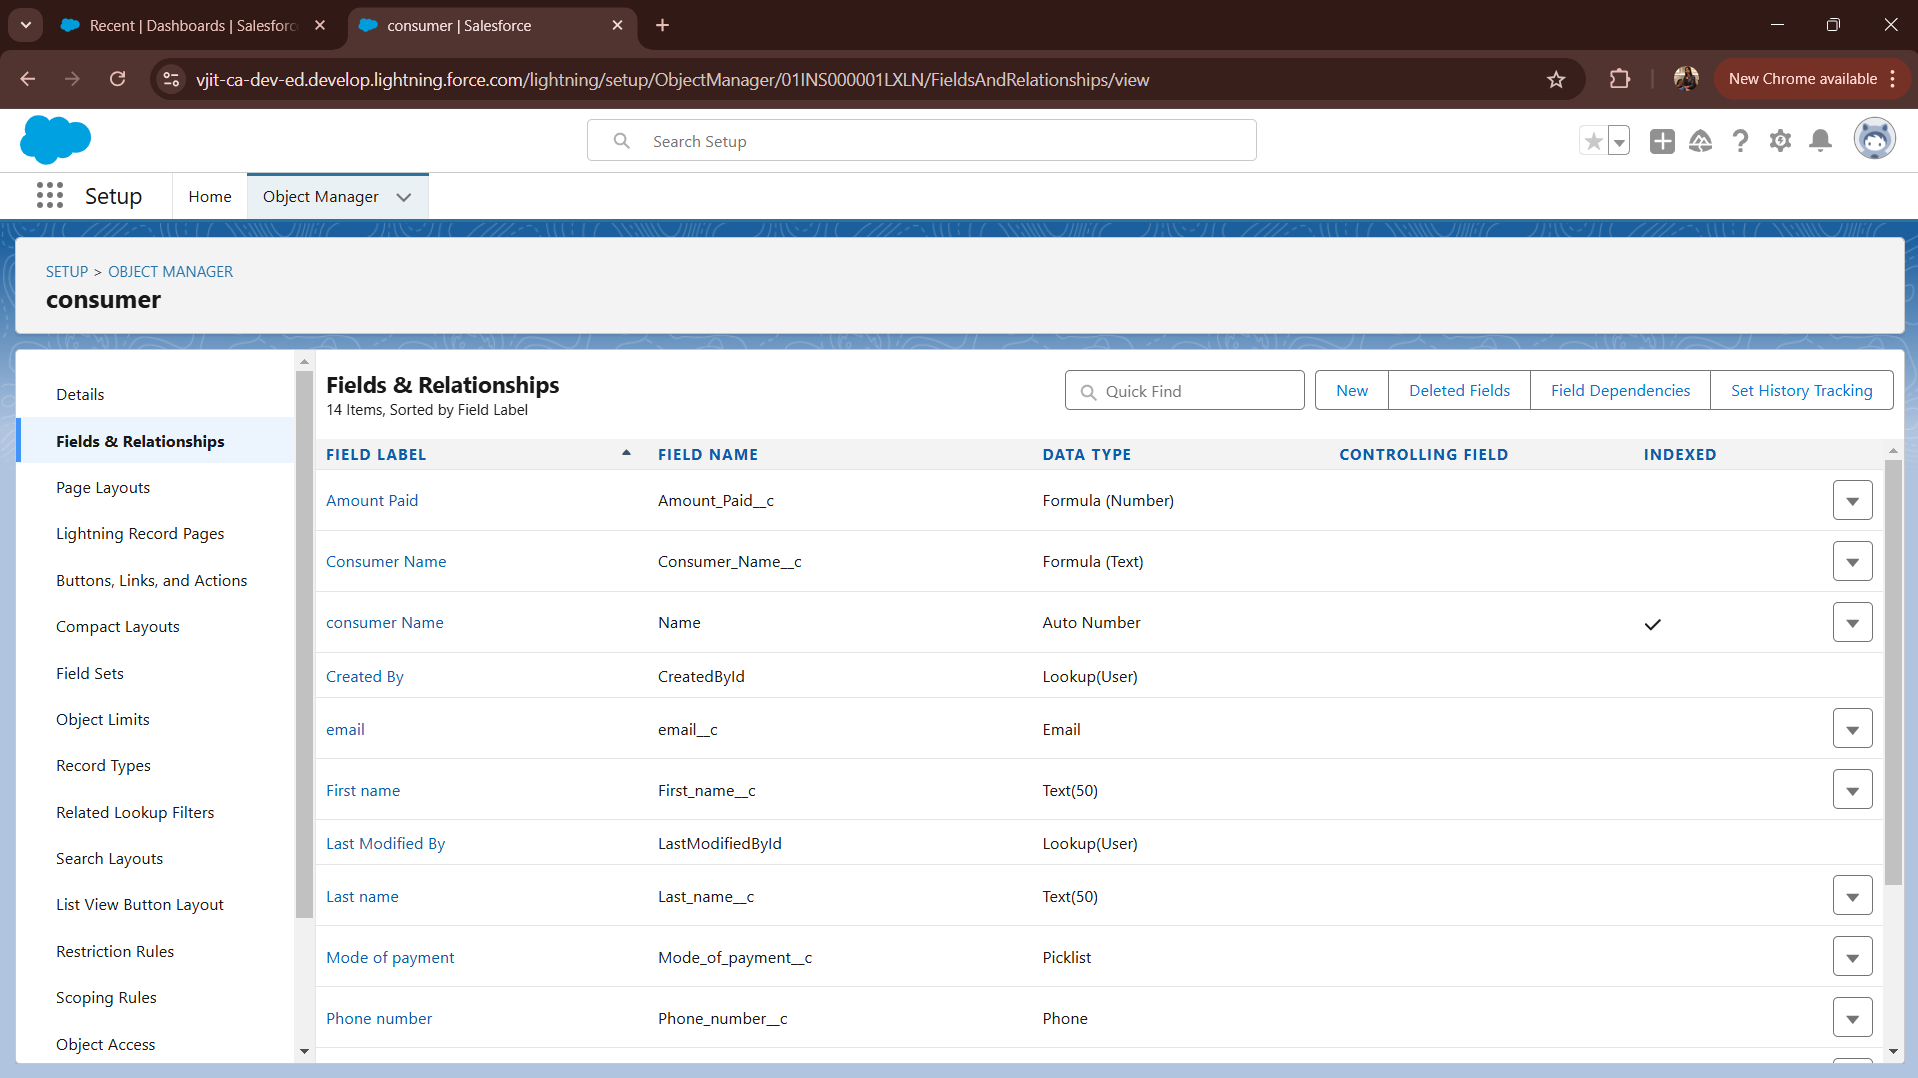 Recent | Dashboards | Salesforc
consumer | Salesforce
vjit-ca-dev-ed.develop.lightning.force.com/lightning/setup/ObjectManager/01INS000001LXLN/FieldsAndRelationships/view
New Chrome available
Search Setup
Setup
Home
Object Manager
SETUP > OBJECT MANAGER
consumer
Details
Fields & Relationships
Page Layouts
Lightning Record Pages
Buttons, Links, and Actions
Compact Layouts
Field Sets
Object Limits
Record Types
Related Lookup Filters
Search Layouts
List View Button Layout
Restriction Rules
Scoping Rules
Object Access
Fields & Relationships
14 Items, Sorted by Field Label
Quick Find
New
Deleted Fields
Field Dependencies
Set History Tracking
FIELD LABEL FIELD NAME DATA TYPE CONTROLLING FIELD INDEXED
Amount Paid Amount_Paid__c Formula (Number)
Consumer Name Consumer_Name__c Formula (Text)
consumer Name Name Auto Number
Created By CreatedById Lookup(User)
email email__c Email
First name First_name__c Text(50)
Last Modified By LastModifiedById Lookup(User)
Last name Last_name__c Text(50)
Mode of payment Mode_of_payment__c Picklist
Phone number Phone_number__c Phone